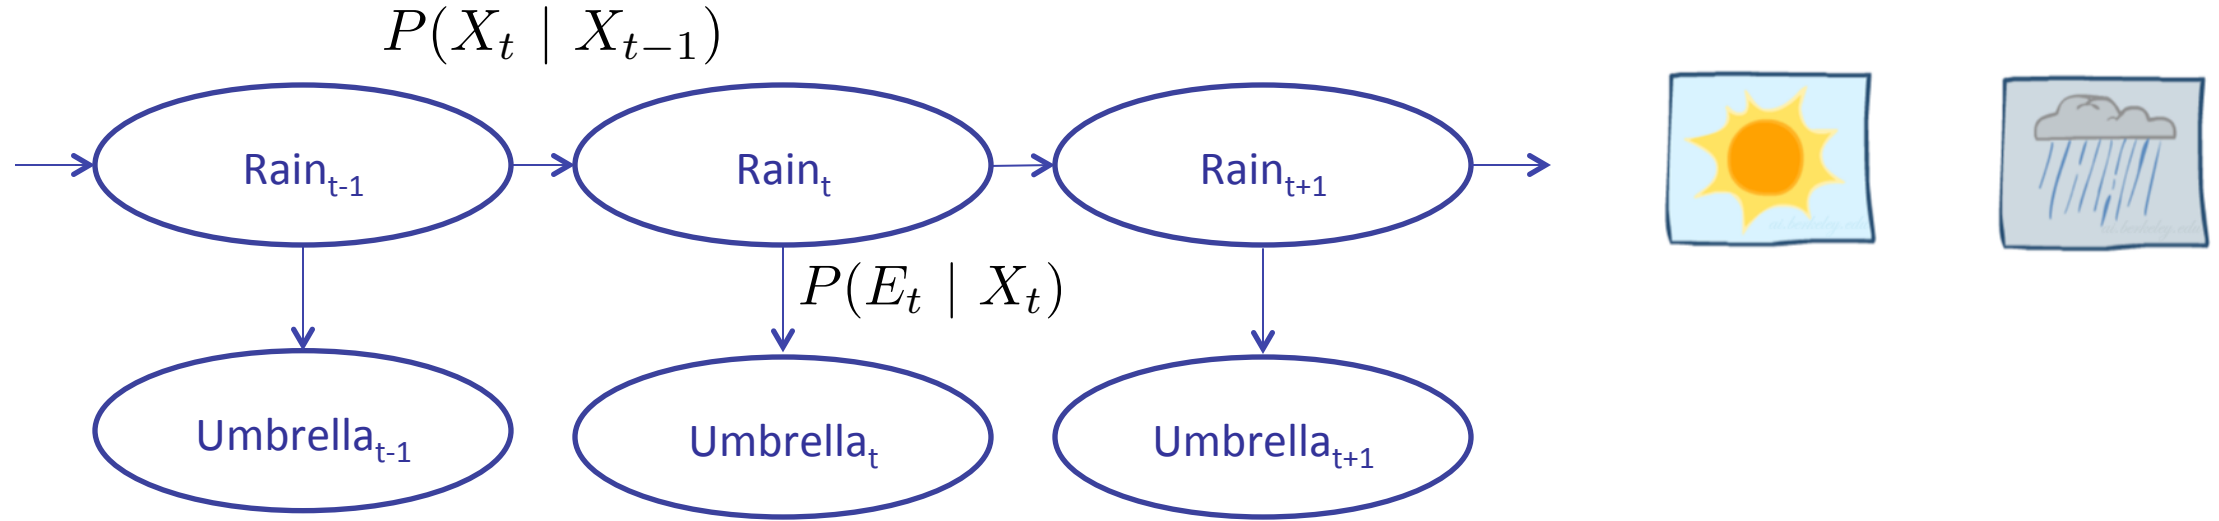 P(X_t | X_{t-1})
Rain_{t-1} Rain_t Rain_{t+1}
P(E_t | X_t)
Umbrella_{t-1} Umbrella_t Umbrella_{t+1}